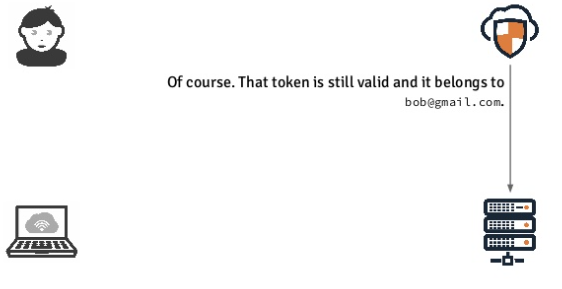 Of course. That token is still valid and it belongs to
bob@gmail.com.